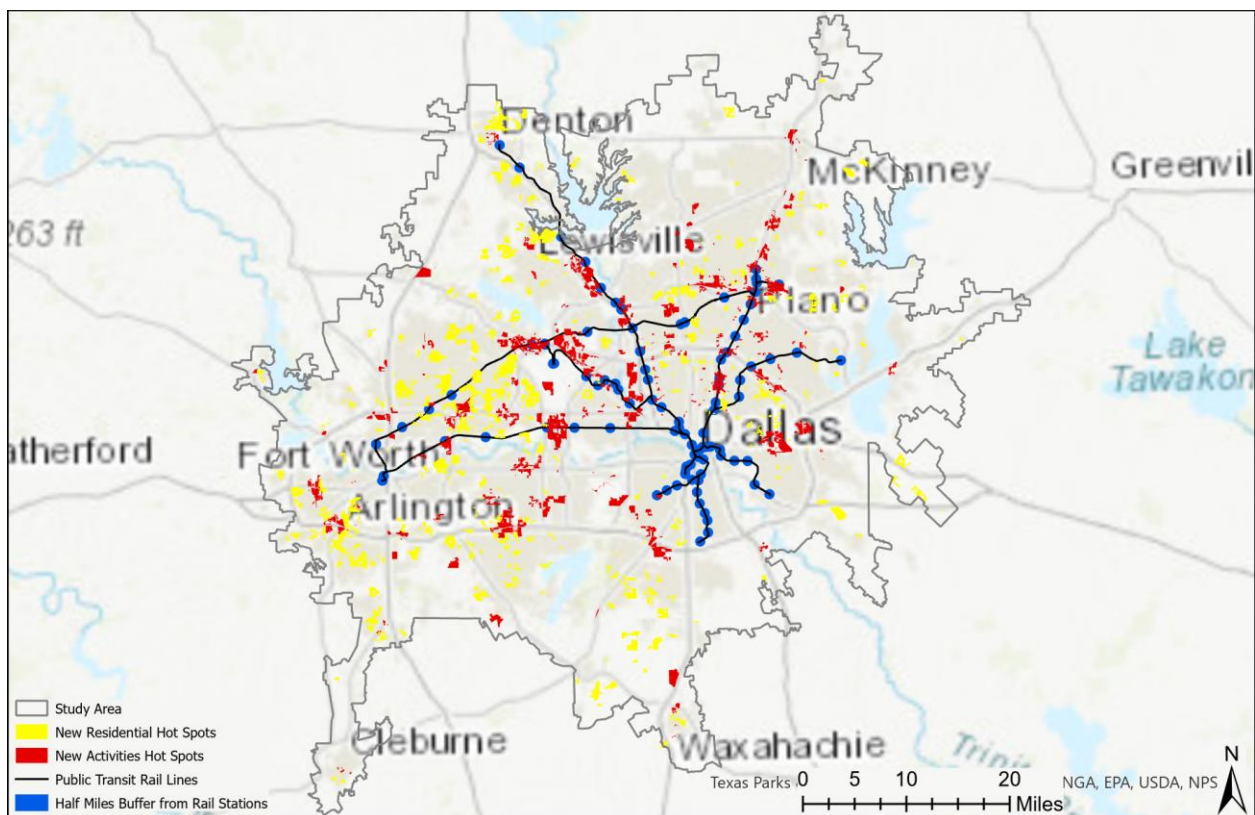 Denton
McKinney
Greenvil
263 ft
Lewisville
Plano
Lake
Tawakon
Dallas
atherford
Fort Worth
Arlington
Study Area
New Residential Hot Spots
New Activities Hot Spots
Public Transit Rail Lines
Half Miles Buffer from Rail Stations
Cleburne
Waxahachie
Trini
Texas Parks
0 5 10 20
Miles
NGA, EPA, USDA, NPS
N